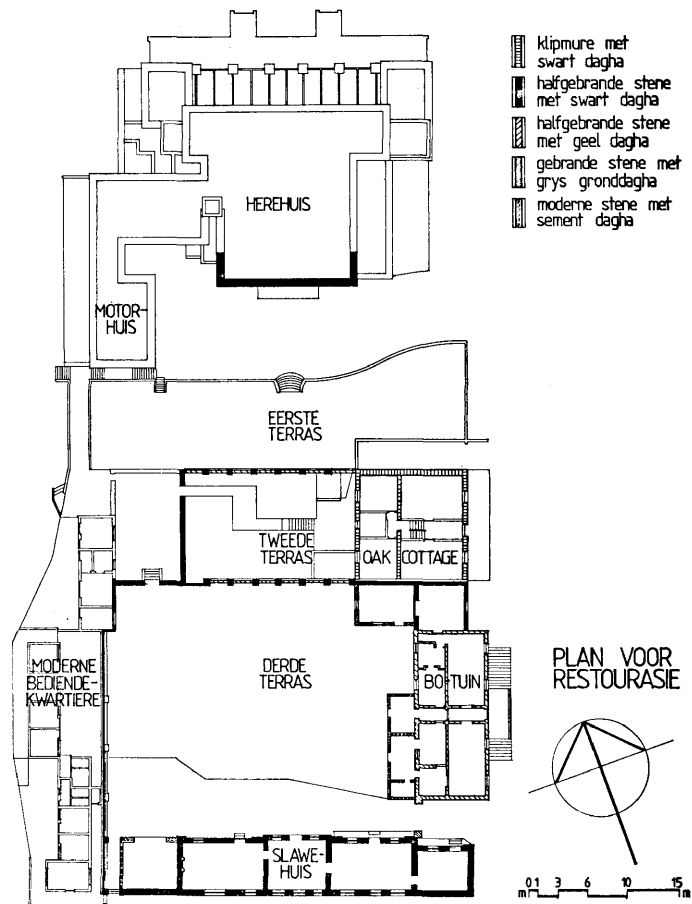 klipmure met
swart dagha
halfgebrande stene
met swart dagha
halfgebrande stene
met geel dagha
gebrande stene met
grys gronddagha
moderne stene met
sement dagha
HEREHUIS
MOTOR-
HUIS
EERSTE
TERRAS
TWEEDE
TERRAS
OAK COTTAGE
MODERNE
BEDIENDE-
KWARTIERE
DERDE
TERRAS
BO-TUIN
PLAN VOOR
RESTOURASIE
SLAWE-
HUIS
m 0 1 3 6 10 15 m